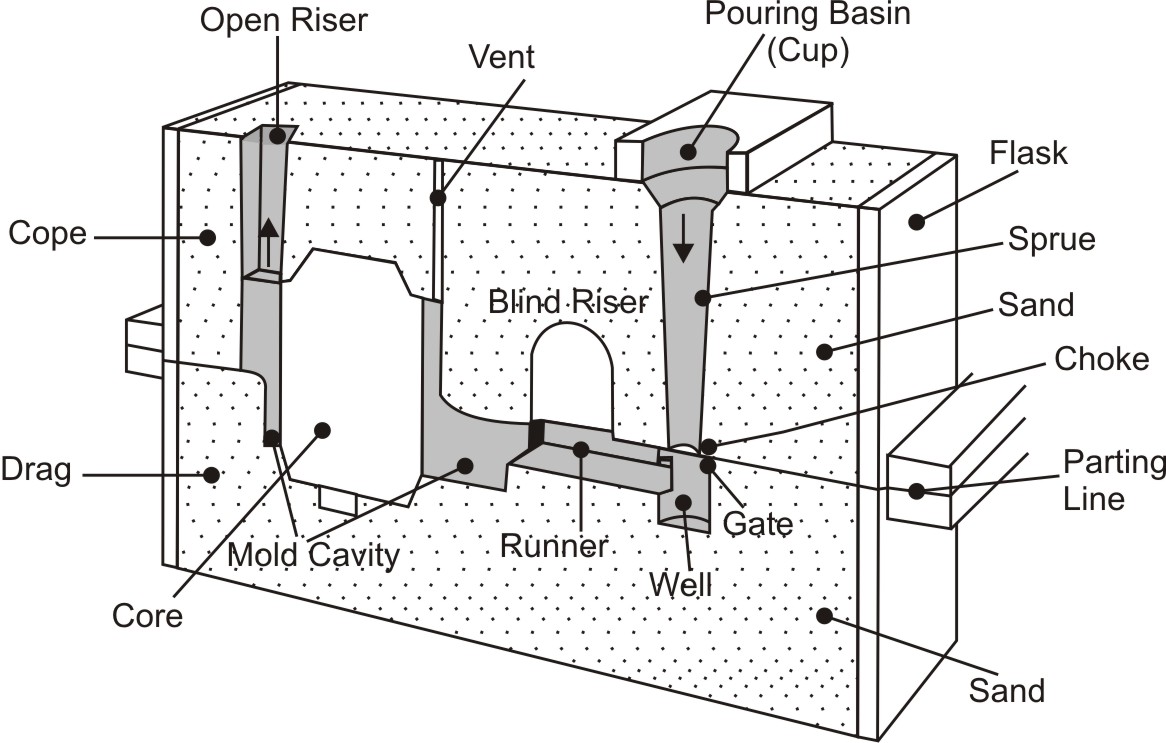 Open Riser
Pouring Basin
(Cup)
Vent
Flask
Cope
Sprue
Blind Riser
Sand
Choke
Drag
Parting
Line
Gate
Mold Cavity
Runner
Well
Core
Sand